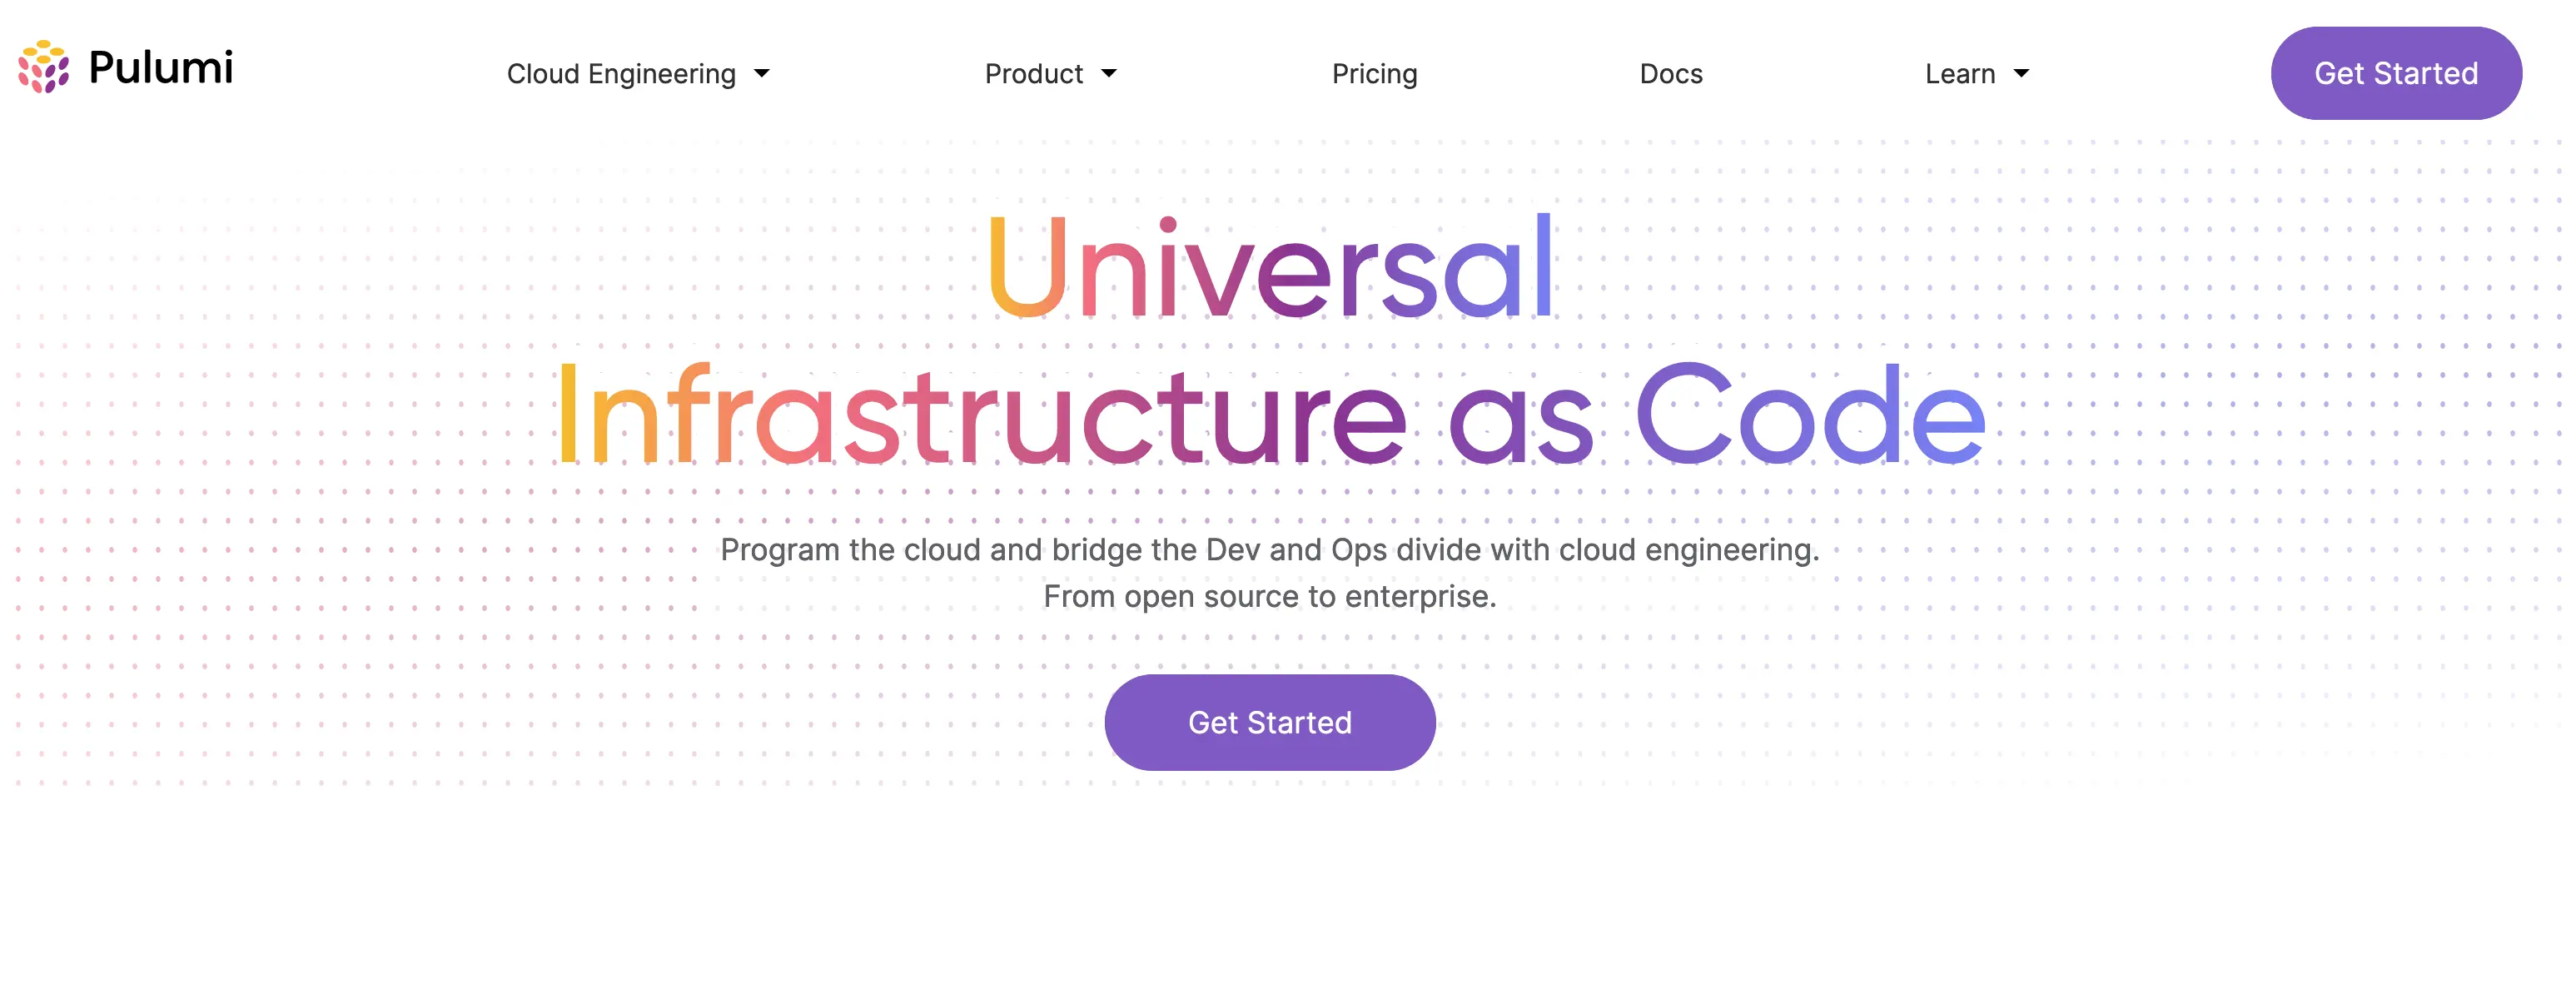 Pulumi
Cloud Engineering
Product
Pricing
Docs
Learn
Get Started
Universal
Infrastructure as Code
Program the cloud and bridge the Dev and Ops divide with cloud engineering.
From open source to enterprise.
Get Started